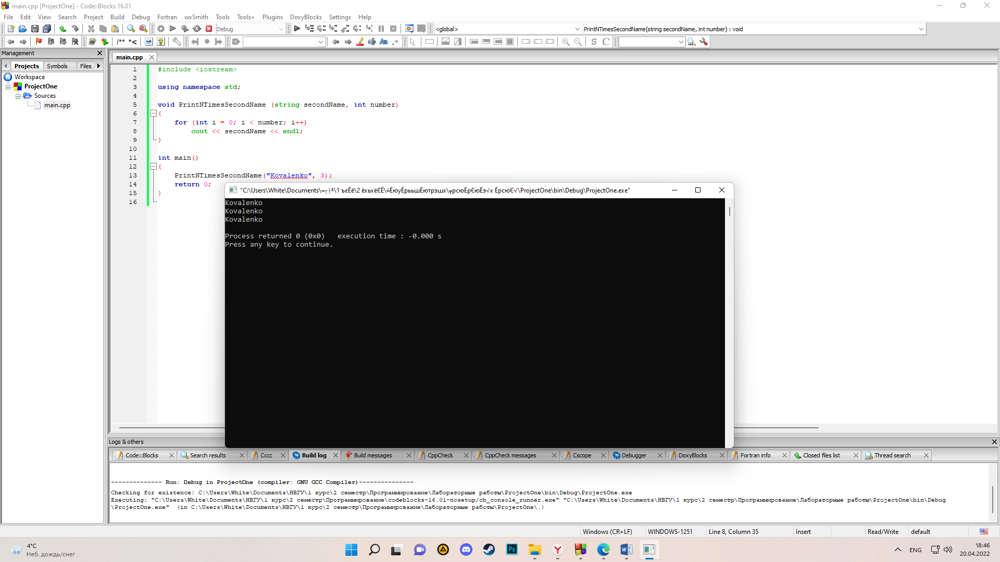 main.cpp [ProjectOne] - Code::Blocks 16.01
File Edit View Search Project Build Debug Fortran wxSmith Tools Tools+ Plugins DoxyBlocks Settings Help
Debug
<global>
PrintNTimesSecondName(string secondName, int number) : void
/** *<
Aa .*
S C
Management
Projects Symbols Files
Workspace
ProjectOne
Sources
main.cpp
main.cpp
1 #include <iostream>
2
3 using namespace std;
4
5 void PrintNTimesSecondName (string secondName, int number)
6 {
7 for (int i = 0; i < number; i++)
8 cout << secondName << endl;
9 }
10
11 int main()
12 {
13 PrintNTimesSecondName("Kovalenko", 3);
14 return 0;
15 }
16
Kovalenko
Kovalenko
Kovalenko
Process returned 0 (0x0) execution time : -0.000 s
Press any key to continue.
Logs & others
Code::Blocks Search results Cccc Build log Build messages CppCheck CppCheck messages Cscope Debugger DoxyBlocks Fortran info Closed files list Thread search
-------------- Run: Debug in ProjectOne (compiler: GNU GCC Compiler)---------------
Checking for existence: C:\Users\White\Documents\НВГУ\1 курс\2 семестр\Программирование\Лабораторные работы\ProjectOne\bin\Debug\ProjectOne.exe
Executing: "C:\Users\White\Documents\НВГУ\1 курс\2 семестр\Программирование\codeblocks-16.01-nosetup/cb_console_runner.exe" "C:\Users\White\Documents\НВГУ\1 курс\2 семестр\Программирование\Лабораторные работы\ProjectOne\bin\Debug
\ProjectOne.exe" (in C:\Users\White\Documents\НВГУ\1 курс\2 семестр\Программирование\Лабораторные работы\ProjectOne\.)
Windows (CR+LF) WINDOWS-1251 Line 8, Column 35 Insert Read/Write default
4°C
Неб. дождь/снег
Ps
ENG
18:46
20.04.2022